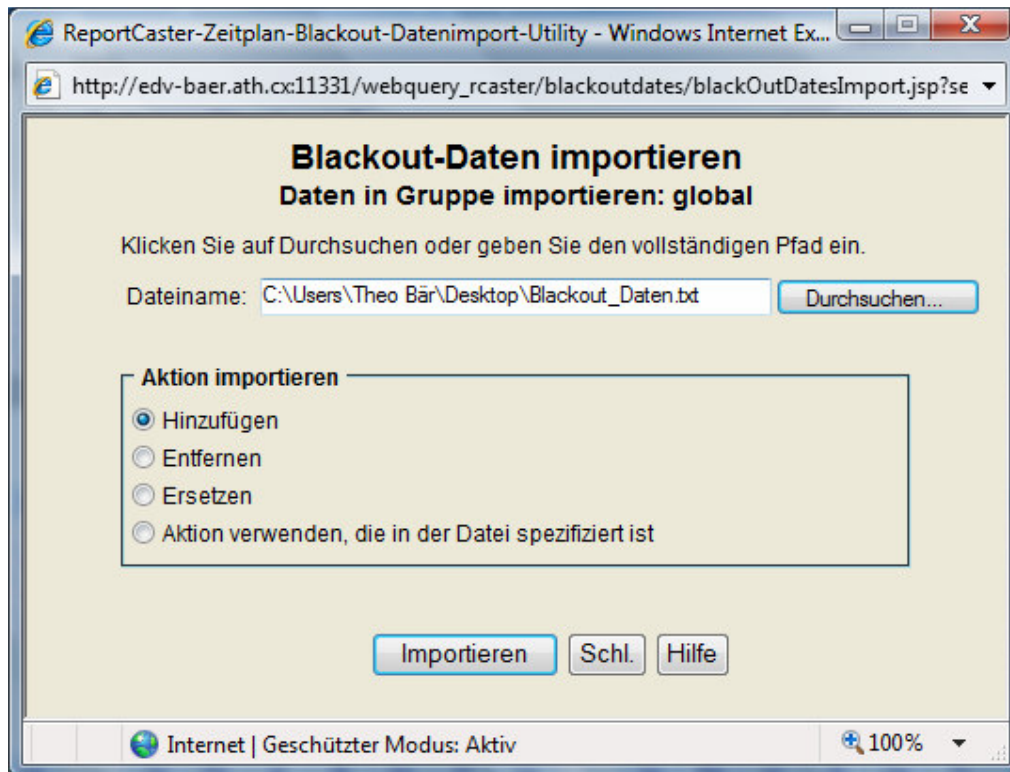 ReportCaster-Zeitplan-Blackout-Datenimport-Utility - Windows Internet Ex...
http://edv-baer.ath.cx:11331/webquery_rcaster/blackoutdates/blackOutDatesImport.jsp?se
Blackout-Daten importieren
Daten in Gruppe importieren: global
Klicken Sie auf Durchsuchen oder geben Sie den vollständigen Pfad ein.
Dateiname: C:\Users\Theo Bär\Desktop\Blackout_Daten.txt Durchsuchen...
Aktion importieren
Hinzufügen
Entfernen
Ersetzen
Aktion verwenden, die in der Datei spezifiziert ist
Importieren Schl. Hilfe
Internet | Geschützter Modus: Aktiv 100%